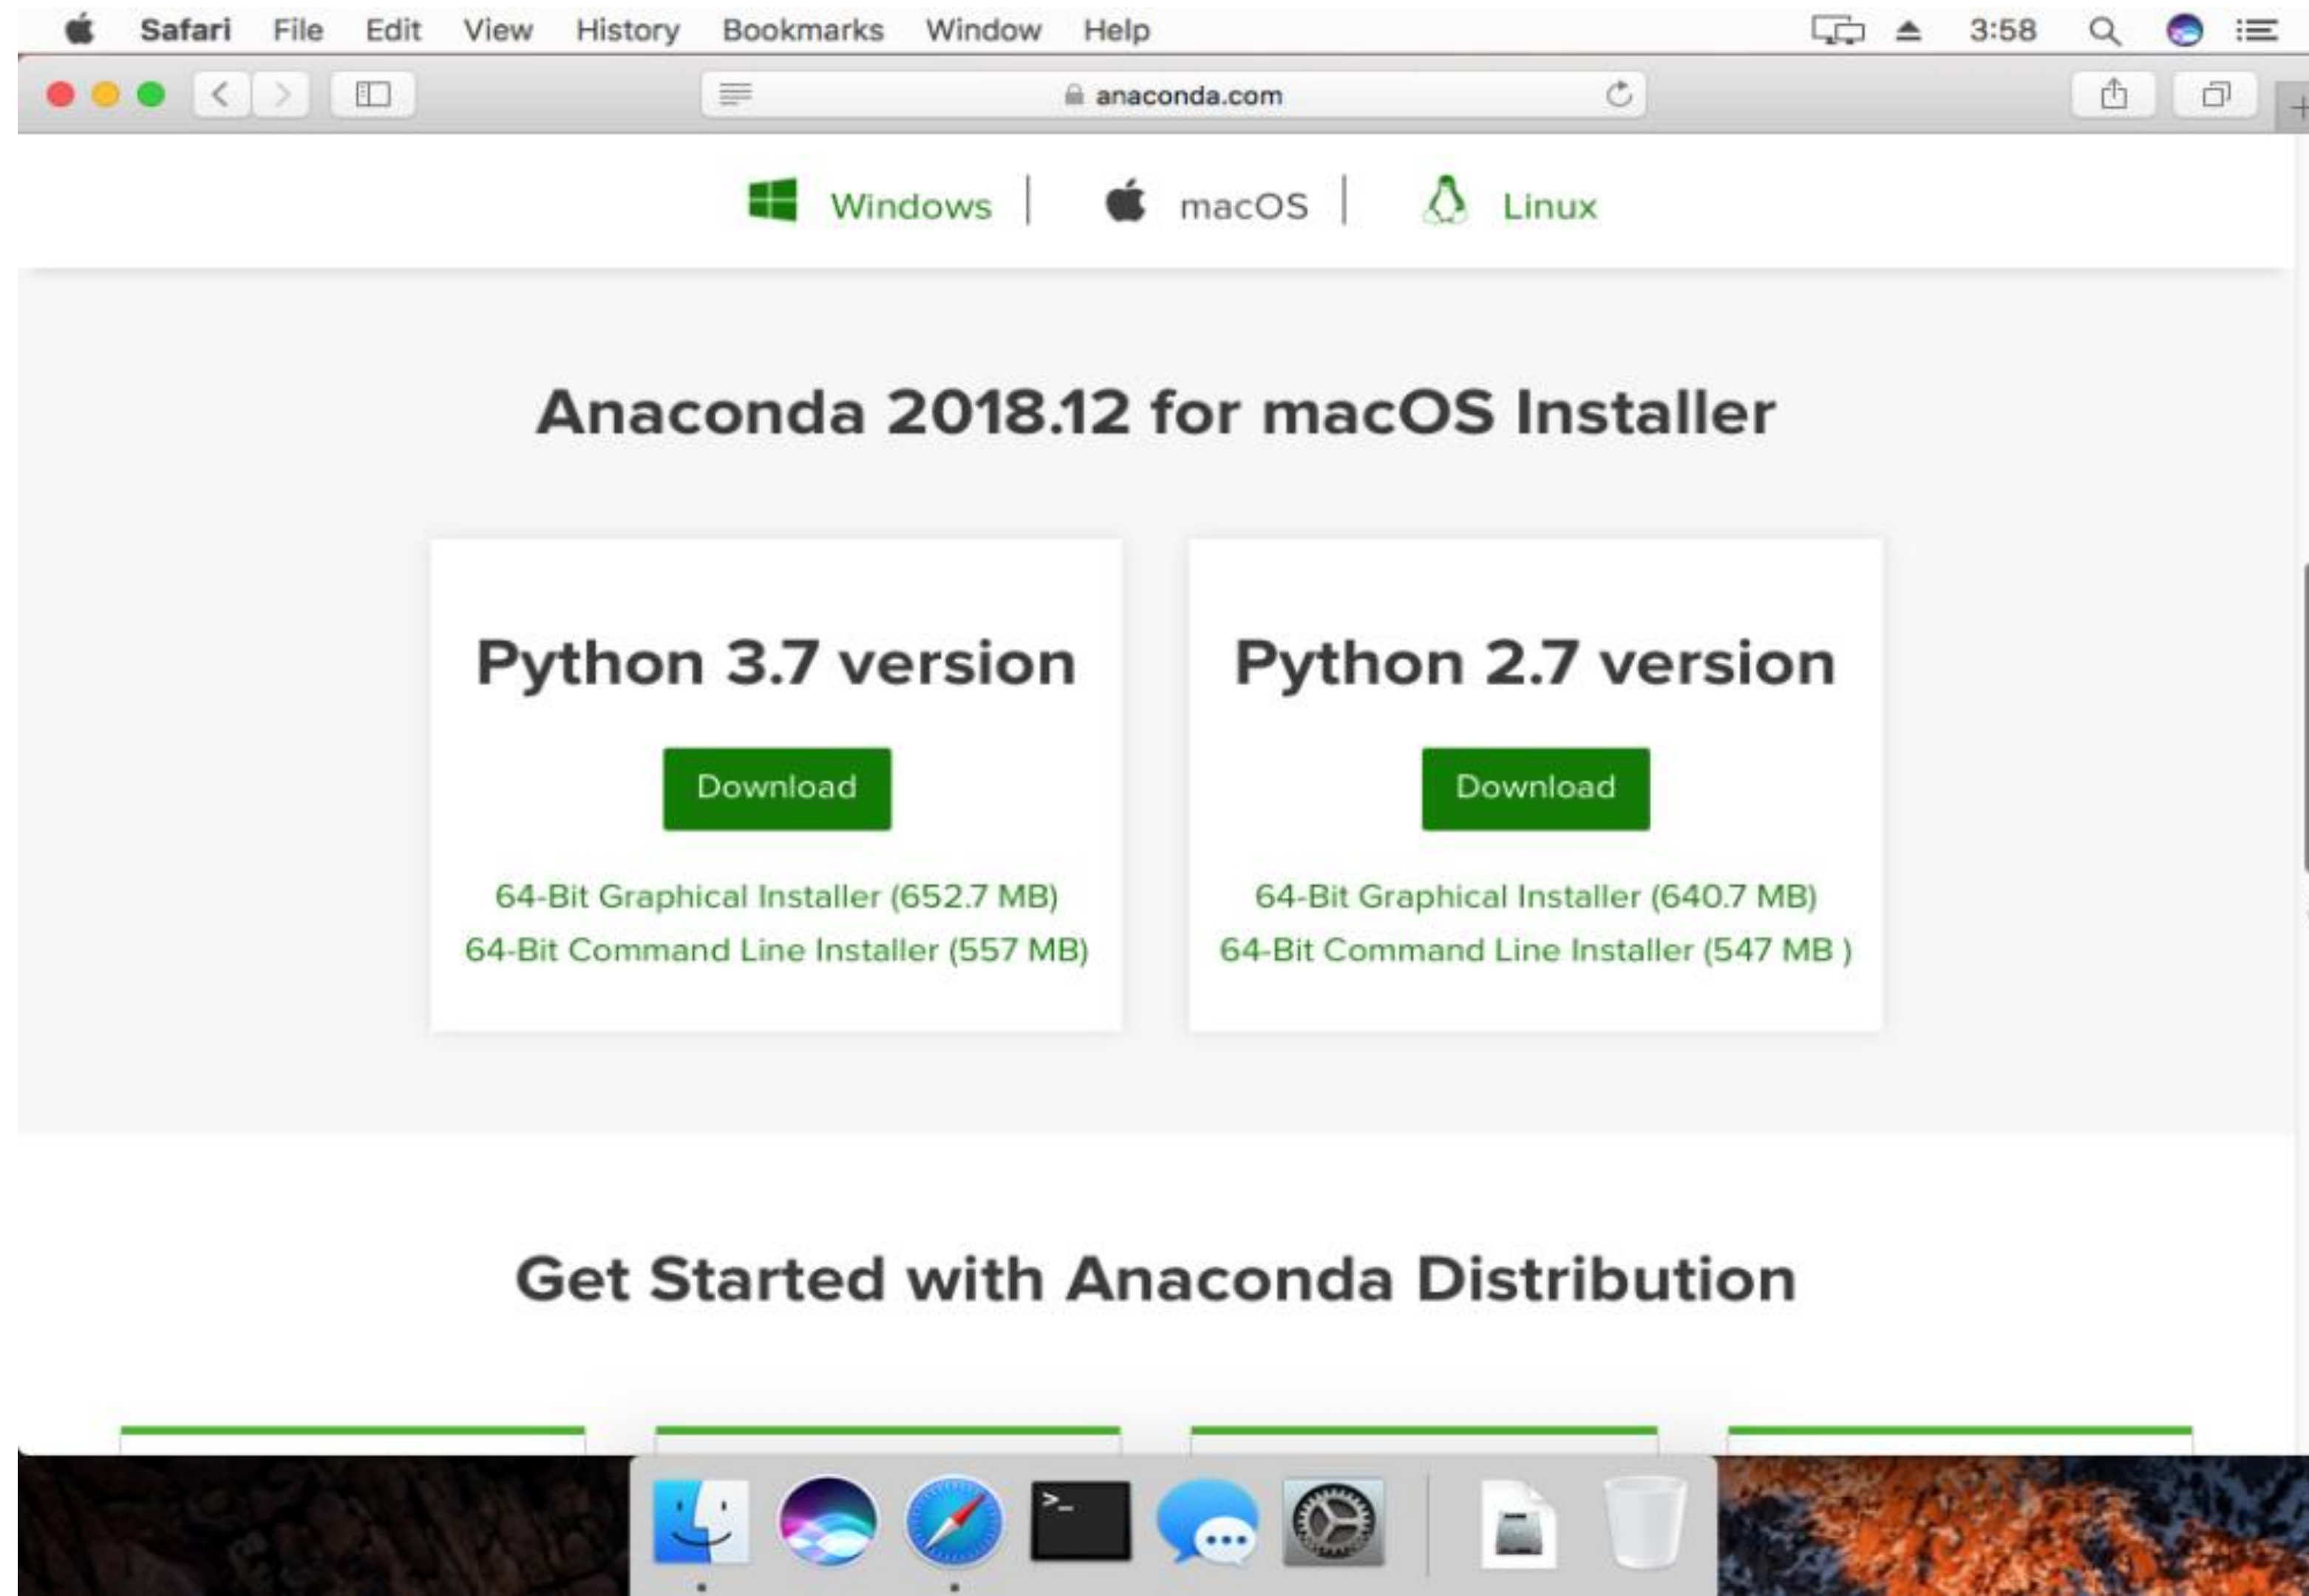 Safari File Edit View History Bookmarks Window Help 3:58
anaconda.com
Windows macOS Linux
Anaconda 2018.12 for macOS Installer
Python 3.7 version
Download
64-Bit Graphical Installer (652.7 MB)
64-Bit Command Line Installer (557 MB)
Python 2.7 version
Download
64-Bit Graphical Installer (640.7 MB)
64-Bit Command Line Installer (547 MB )
Get Started with Anaconda Distribution
>_